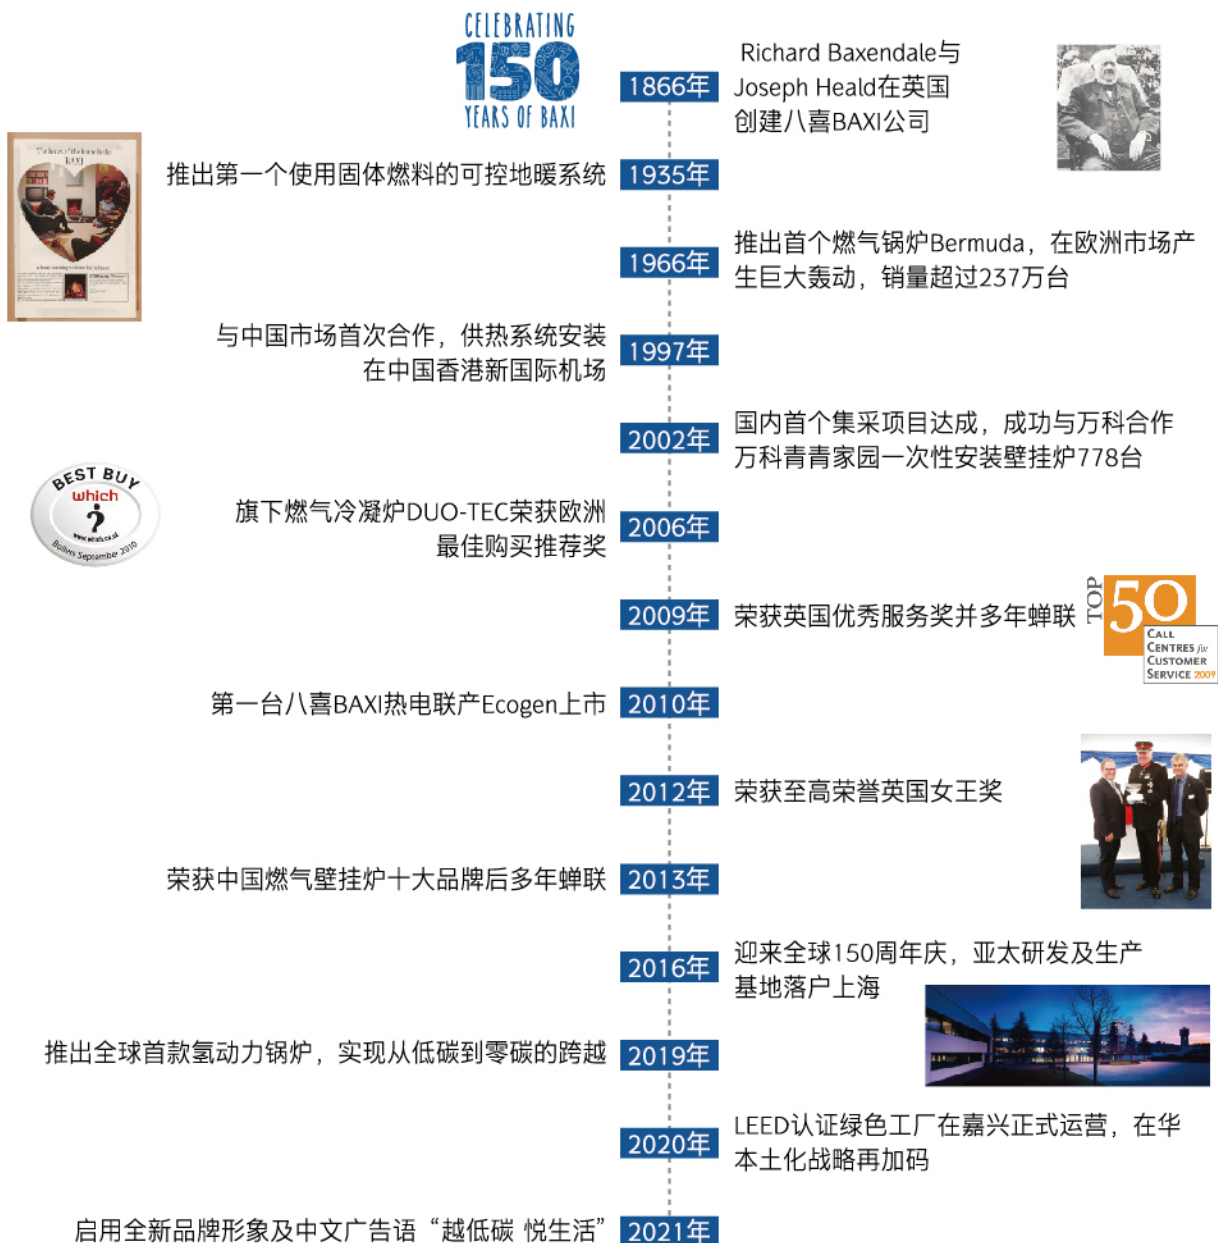 CELEBRATING
150
YEARS OF BAXI
1866年
Richard Baxendale与
Joseph Heald在英国
创建八喜BAXI公司
The heart of the home is the
BAXI
推出第一个使用固体燃料的可控地暖系统
1935年
1966年
推出首个燃气锅炉Bermuda，在欧洲市场产
生巨大轰动，销量超过237万台
与中国市场首次合作，供热系统安装
在中国香港新国际机场
1997年
2002年
国内首个集采项目达成，成功与万科合作
万科青青家园一次性安装壁挂炉778台
BEST BUY
which
?
www.which.co.uk
Boilers September 2010
旗下燃气冷凝炉DUO-TEC荣获欧洲
最佳购买推荐奖
2006年
2009年
荣获英国优秀服务奖并多年蝉联
TOP
50
CALL
CENTRES for
CUSTOMER
SERVICE 2009
第一台八喜BAXI热电联产Ecogen上市
2010年
2012年
荣获至高荣誉英国女王奖
荣获中国燃气壁挂炉十大品牌后多年蝉联
2013年
2016年
迎来全球150周年庆，亚太研发及生产
基地落户上海
推出全球首款氢动力锅炉，实现从低碳到零碳的跨越
2019年
2020年
LEED认证绿色工厂在嘉兴正式运营，在华
本土化战略再加码
启用全新品牌形象及中文广告语“越低碳 悦生活”
2021年